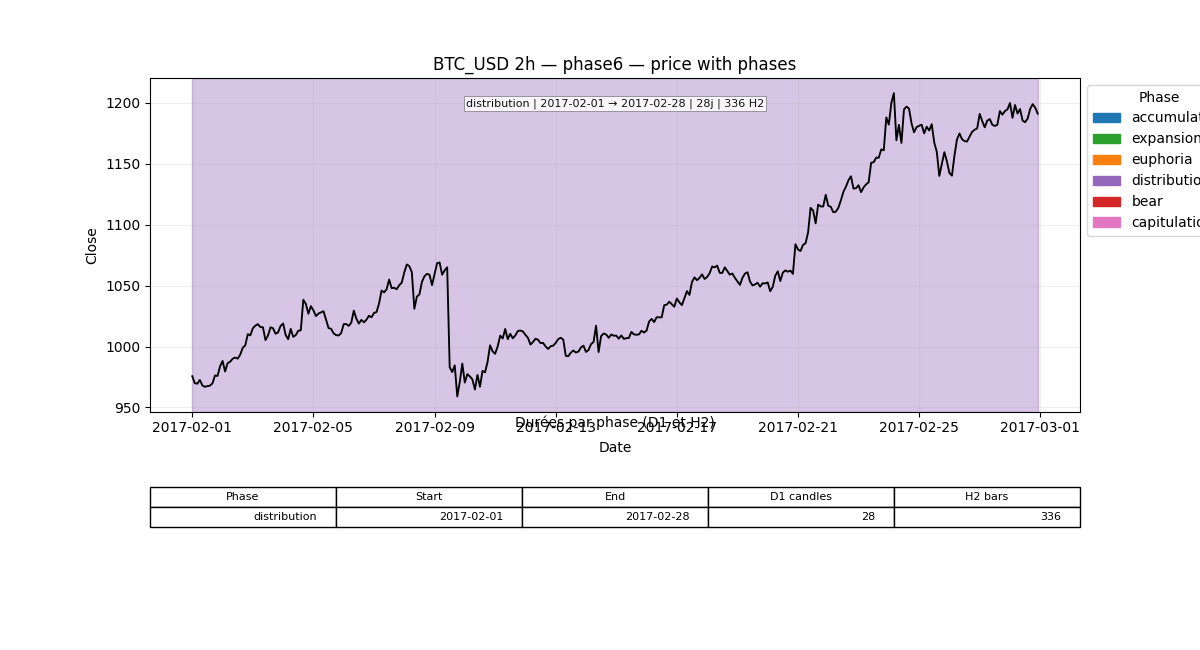 BTC_USD 2h — phase6 — price with phases
distribution | 2017-02-01 → 2017-02-28 | 28j | 336 H2
Phase
accumulat
expansion
euphoria
distributio
bear
capitulatio
Close
1200
1150
1100
1050
1000
950
Durées par phase (D1 et H2)
2017-02-01 2017-02-05 2017-02-09 2017-02-13 2017-02-17 2017-02-21 2017-02-25 2017-03-01
Date
Phase Start End D1 candles H2 bars
distribution 2017-02-01 2017-02-28 28 336